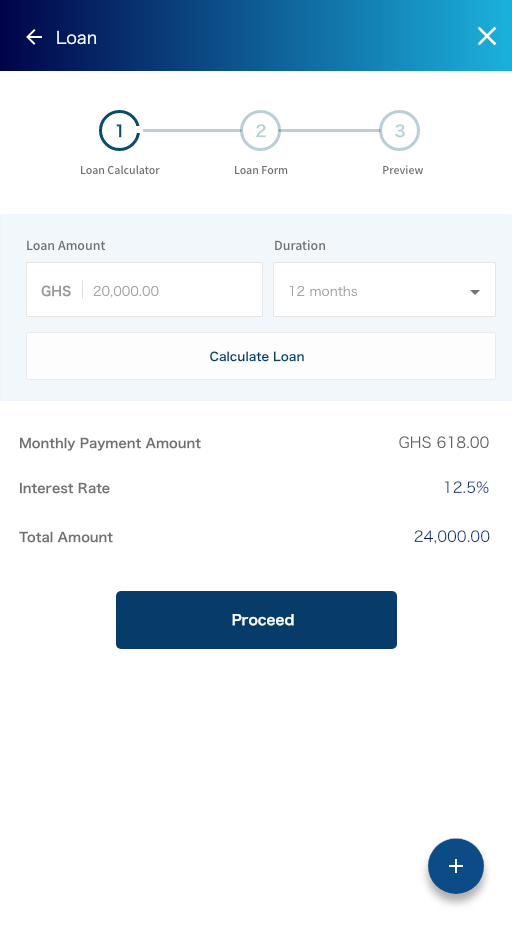 Loan
1 2 3
Loan Calculator Loan Form Preview
Loan Amount Duration
GHS 20,000.00 12 months
Calculate Loan
Monthly Payment Amount GHS 618.00
Interest Rate 12.5%
Total Amount 24,000.00
Proceed